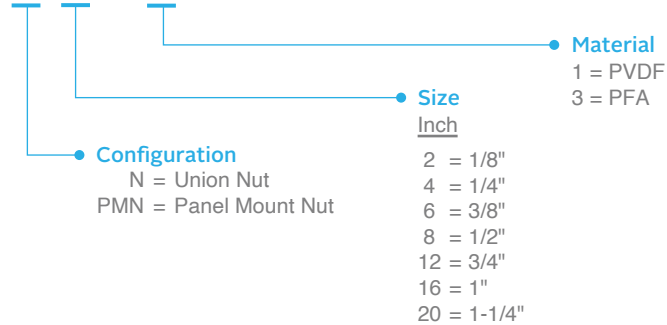 Material
1 = PVDF
3 = PFA
Size
Inch
2 = 1/8"
4 = 1/4"
6 = 3/8"
8 = 1/2"
12 = 3/4"
16 = 1"
20 = 1-1/4"
Configuration
N = Union Nut
PMN = Panel Mount Nut